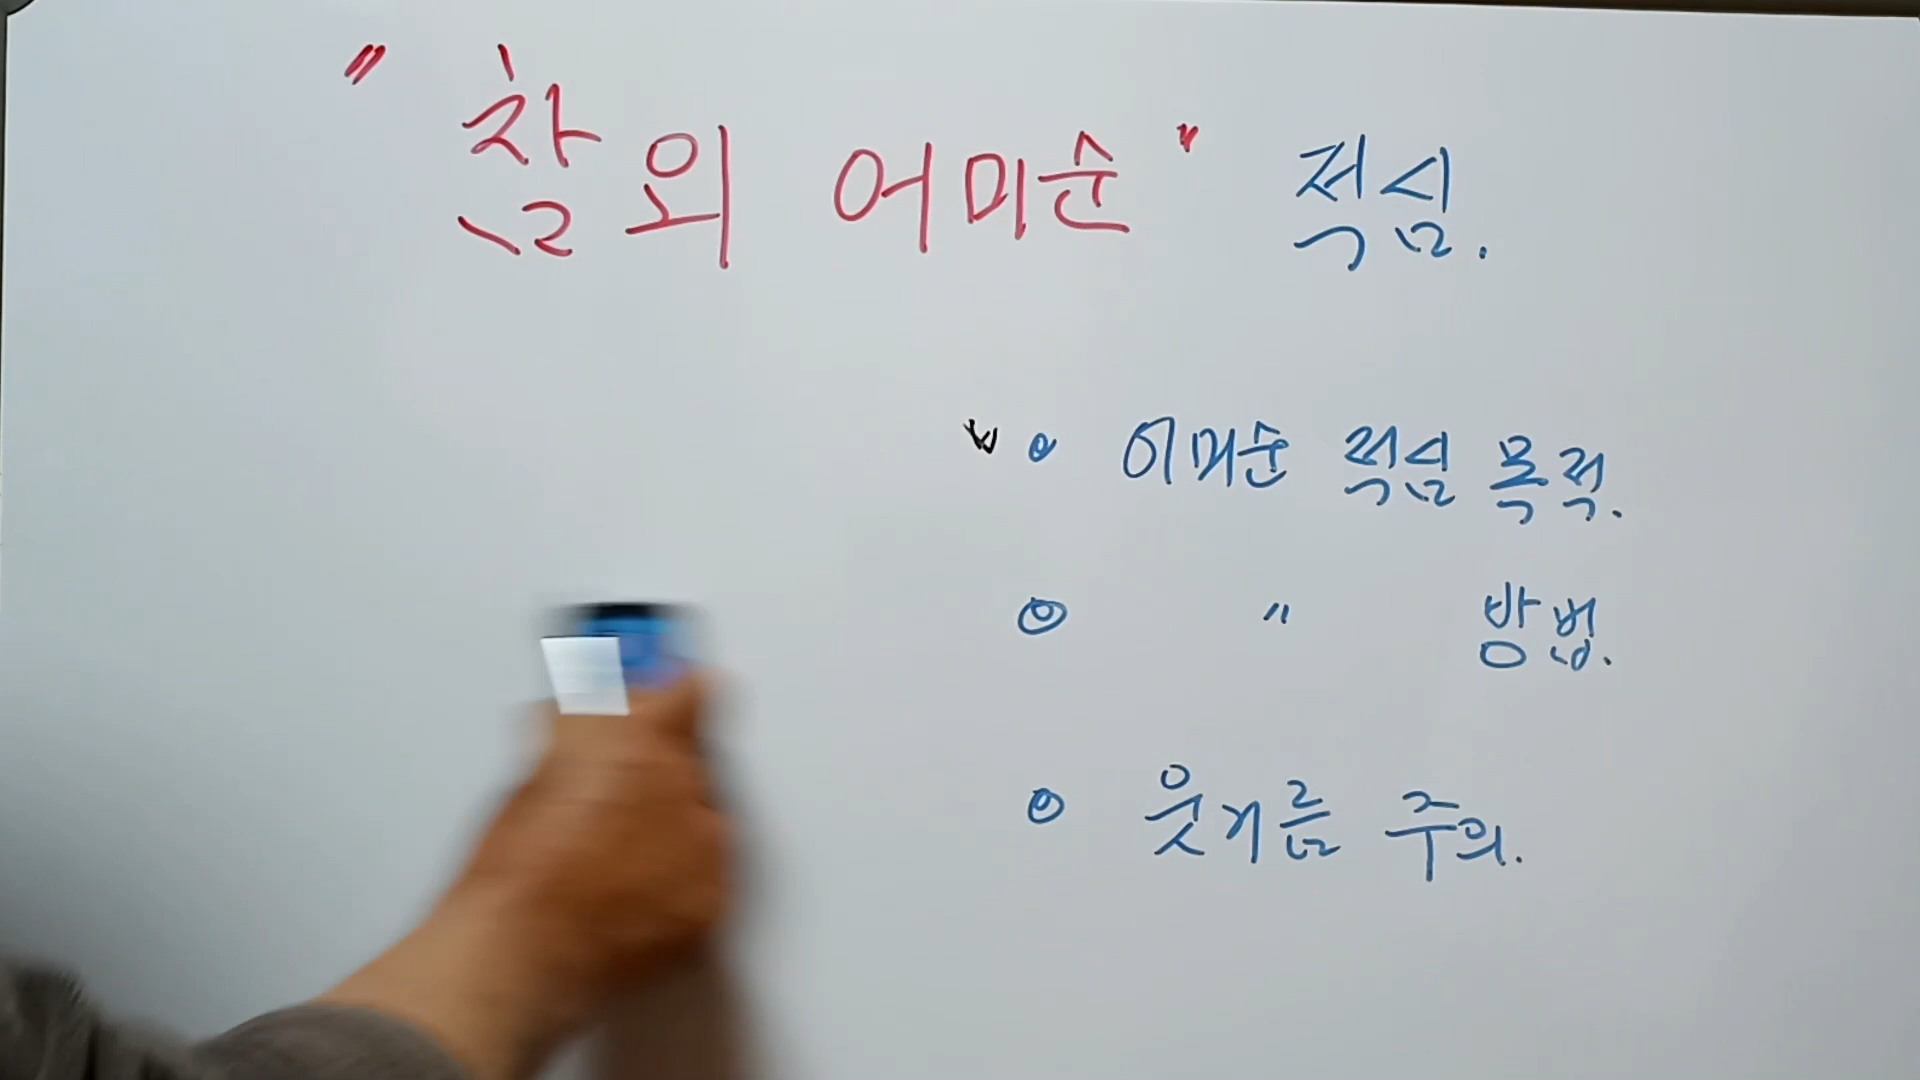 "참외 어미순" 적심.
어미순 적심 목적.
〃 방법.
웃거름 주의.